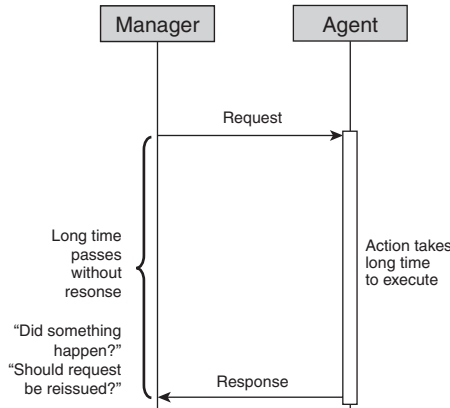 Manager
Agent
Request
Long time
passes
without
resonse
Action takes
long time
to execute
“Did something
happen?”
“Should request
be reissued?”
Response